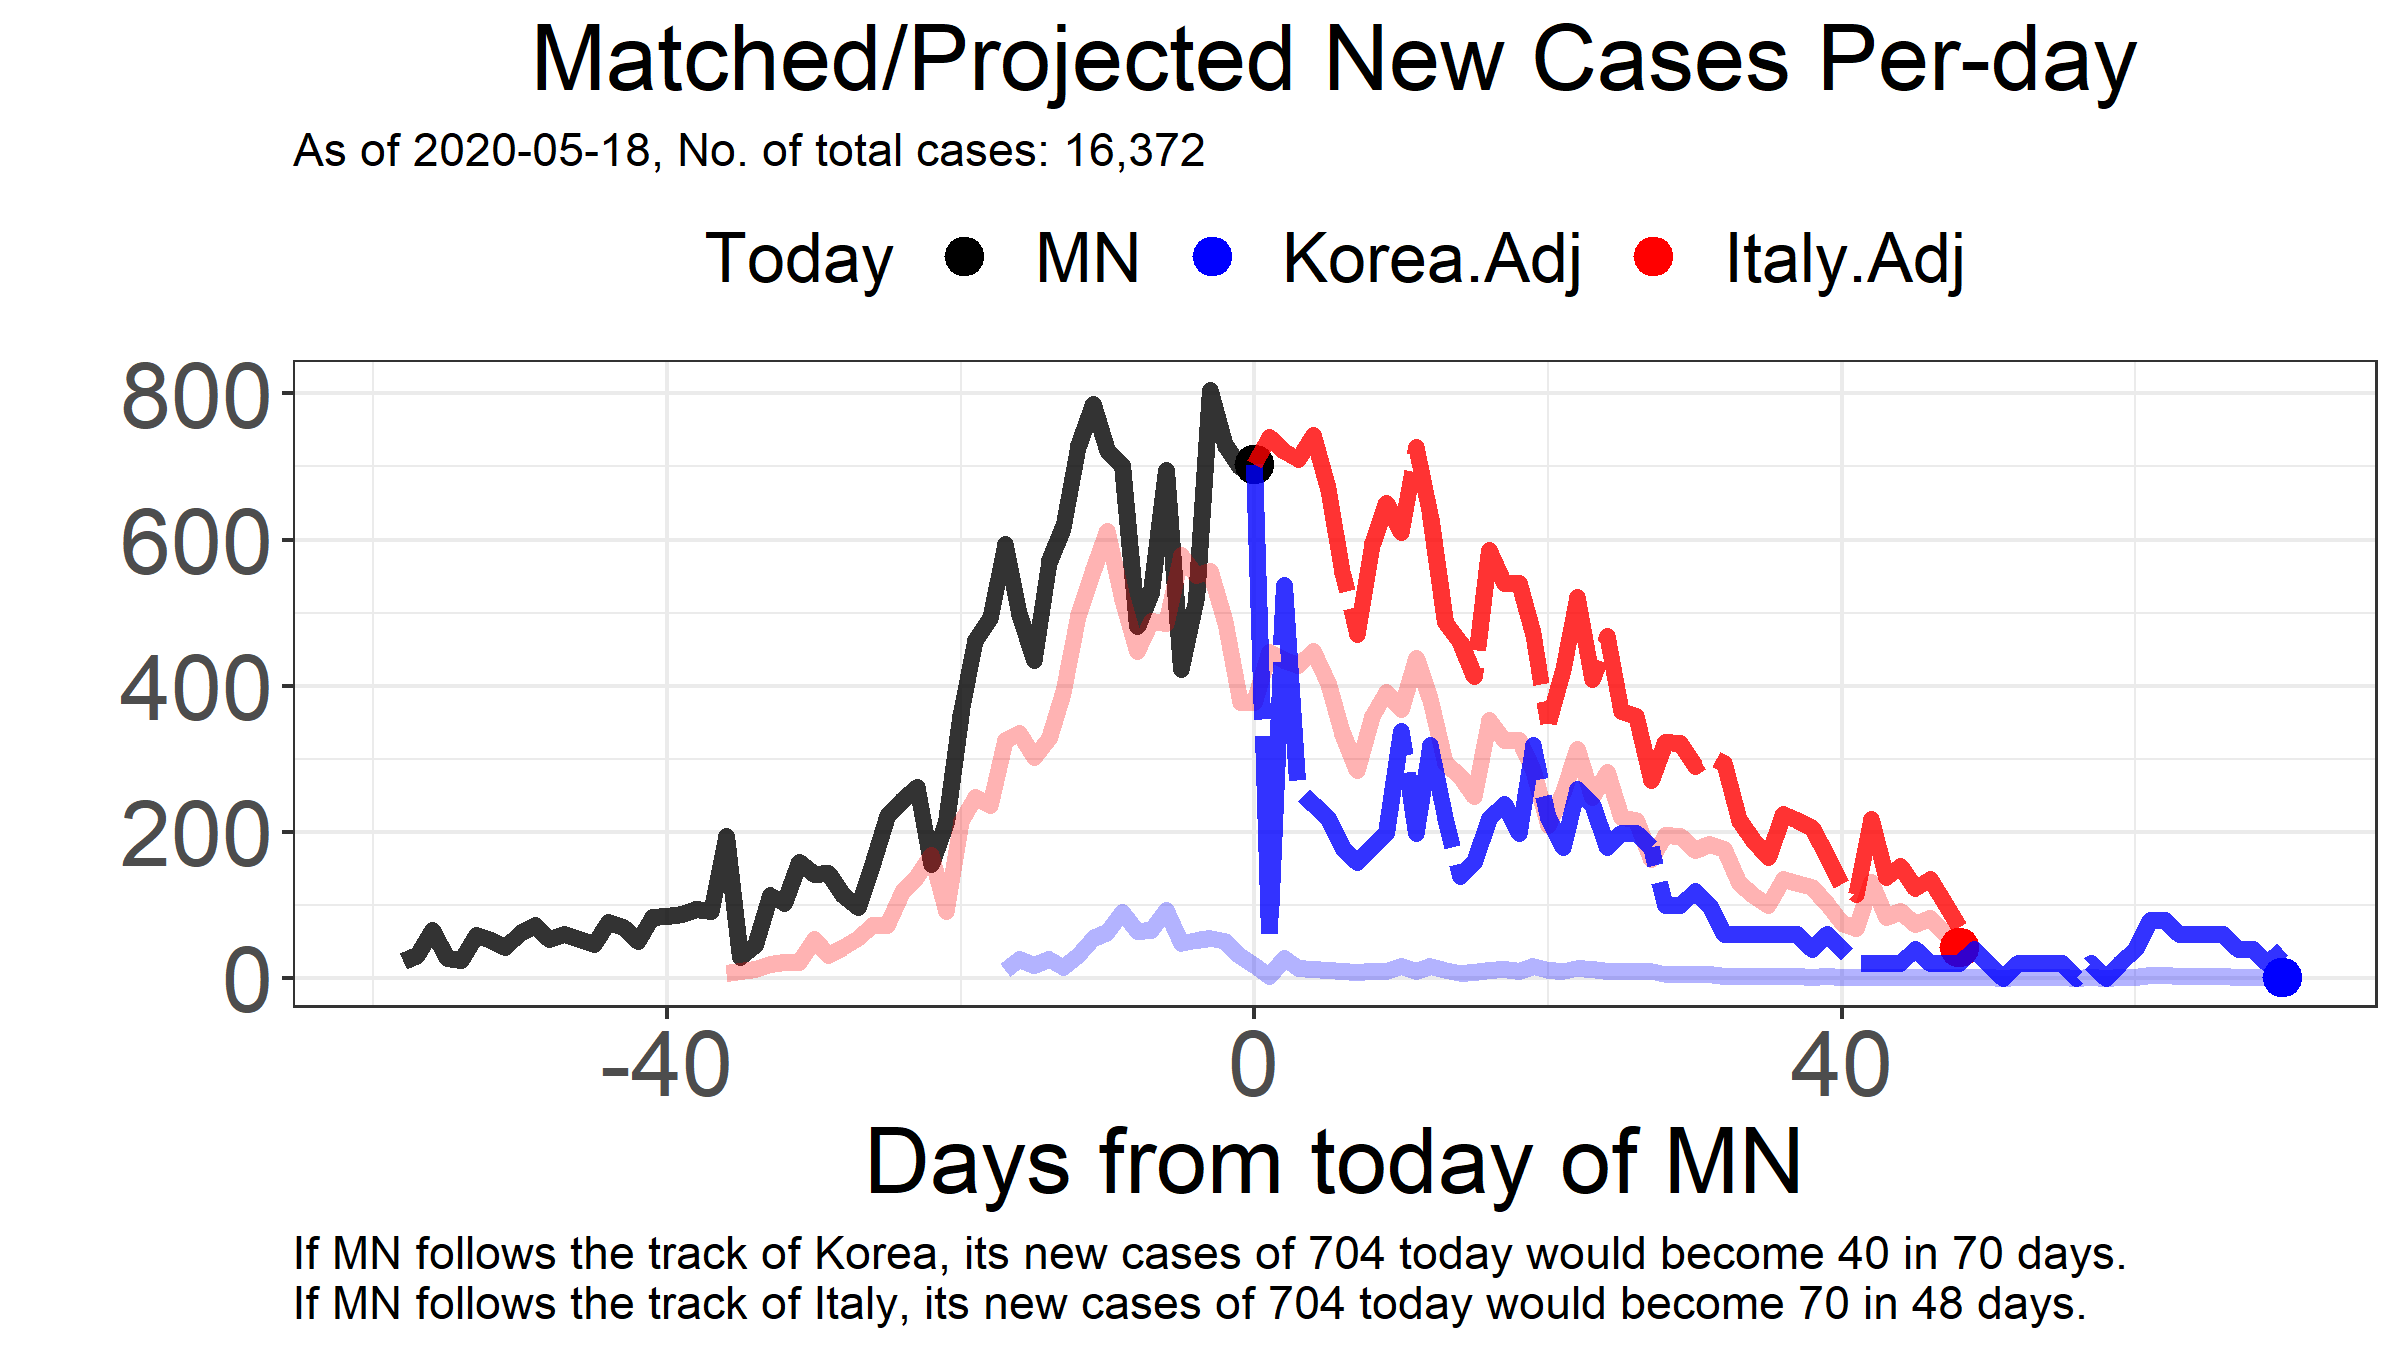 Matched/Projected New Cases Per-day
As of 2020-05-18, No. of total cases: 16,372
Today MN Korea.Adj Italy.Adj
800
600
400
200
0
-40 0 40
Days from today of MN
If MN follows the track of Korea, its new cases of 704 today would become 40 in 70 days.
If MN follows the track of Italy, its new cases of 704 today would become 70 in 48 days.